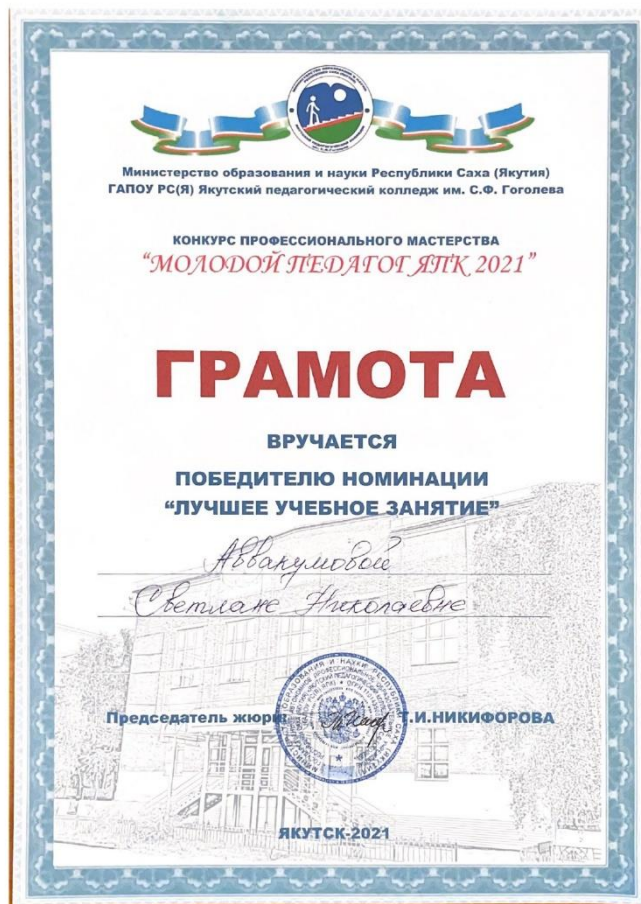 Министерство образования и науки Республики Саха (Якутия)
ГАПОУ РС(Я) Якутский педагогический колледж им. С.Ф. Гоголева
КОНКУРС ПРОФЕССИОНАЛЬНОГО МАСТЕРСТВА
“МОЛОДОЙ ПЕДАГОГ ЯПК 2021”
ГРАМОТА
ВРУЧАЕТСЯ
ПОБЕДИТЕЛЮ НОМИНАЦИИ
“ЛУЧШЕЕ УЧЕБНОЕ ЗАНЯТИЕ”
Аввакумовой
Светлане Николаевне
Председатель жюри: Т.И.НИКИФОРОВА
ЯКУТСК-2021